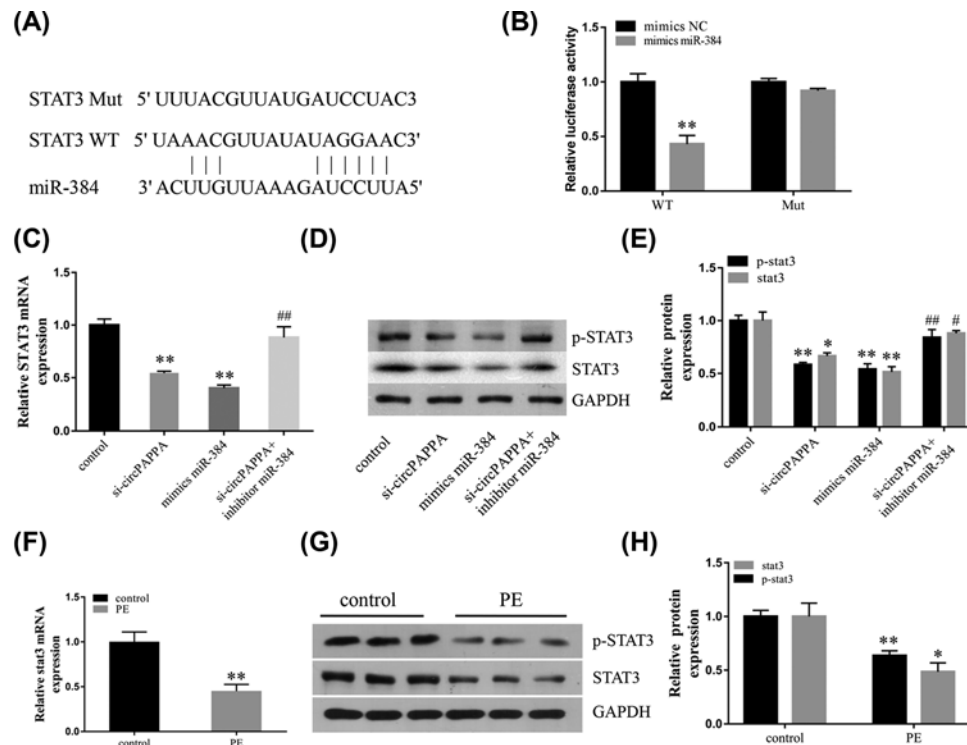 (A)
STAT3 Mut 5' UUUACGUUAUGAUCCUAC3
STAT3 WT 5' UAAACGUUAUAUAGGAAC3'
miR-384 3' ACUUGUUAAAGAUCCUUA5'
(B)
mimics NC
mimics miR-384
Relative luciferase activity
1.5
1.0
0.5
0.0
**
WT
Mut
(C)
Relative STAT3 mRNA
expression
1.5
1.0
0.5
0.0
**
**
##
control
si-circPAPPA
mimics miR-384
si-circPAPPA+
inhibitor miR-384
(D)
p-STAT3
STAT3
GAPDH
control
si-circPAPPA
mimics miR-384
si-circPAPPA+
inhibitor miR-384
(E)
p-stat3
stat3
Relative protein
expression
1.5
1.0
0.5
0.0
**
*
**
**
##
#
control
si-circPAPPA
mimics miR-384
si-circPAPPA+
inhibitor miR-384
(F)
control
PE
Relative stat3 mRNA
expression
1.5
1.0
0.5
0.0
**
control
PE
(G)
control
PE
p-STAT3
STAT3
GAPDH
(H)
stat3
p-stat3
Relative protein
expression
1.5
1.0
0.5
0.0
**
*
control
PE